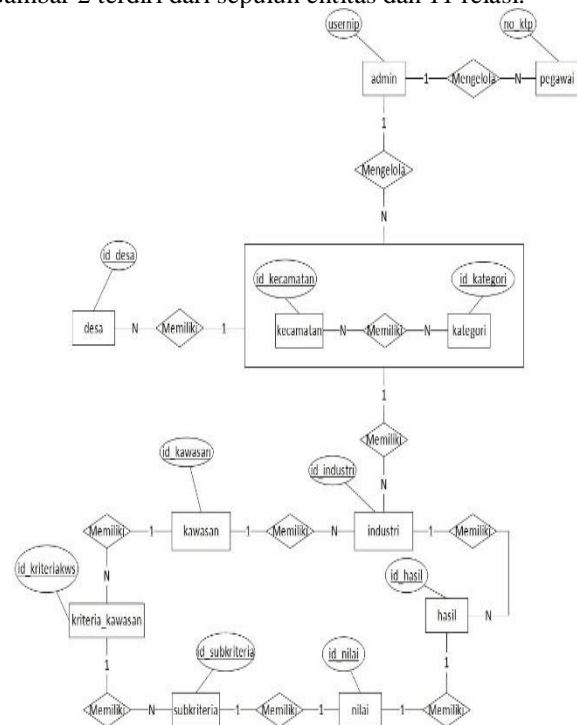 Gambar 2 terdiri dari sepuluh entitas dan 11 relasi.
usernip
no_ktp
admin
1
Mengelola
N
pegawai
1
Mengelola
N
id_desa
id_kecamatan
id_kategori
desa
N
Memiliki
1
kecamatan
N
Memiliki
N
kategori
1
Memiliki
id_kawasan
id_industri
N
Memiliki
1
kawasan
1
Memiliki
N
industri
1
Memiliki
id_kriteriakws
N
id_hasil
kriteria_kawasan
hasil
N
id_subkriteria
id_nilai
1
1
Memiliki
N
subkriteria
1
Memiliki
1
nilai
1
Memiliki